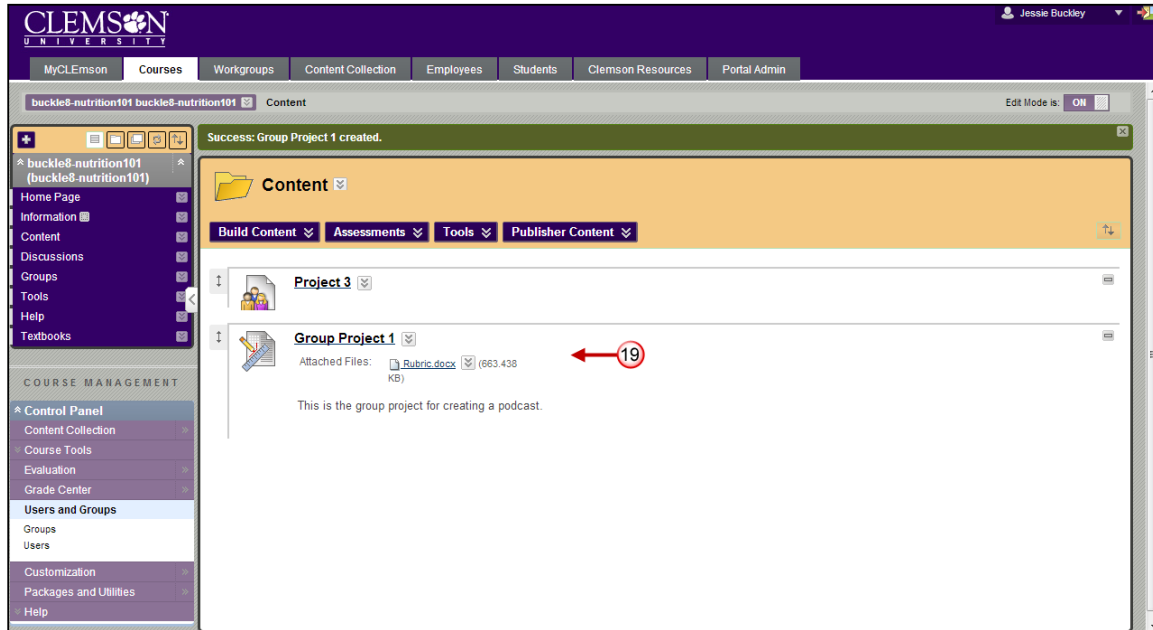 CLEMSON
UNIVERSITY
Jessie Buckley
MyCLEmson Courses Workgroups Content Collection Employees Students Clemson Resources Portal Admin
buckle8-nutrition101 buckle8-nutrition101 Content
Edit Mode is: ON
Success: Group Project 1 created.
buckle8-nutrition101
(buckle8-nutrition101)
Home Page
Information
Content
Discussions
Groups
Tools
Help
Textbooks
COURSE MANAGEMENT
Control Panel
Content Collection
Course Tools
Evaluation
Grade Center
Users and Groups
Groups
Users
Customization
Packages and Utilities
Help
Content
Build Content Assessments Tools Publisher Content
Project 3
Group Project 1
Attached Files: Rubric.docx (663.438
KB)
19
This is the group project for creating a podcast.